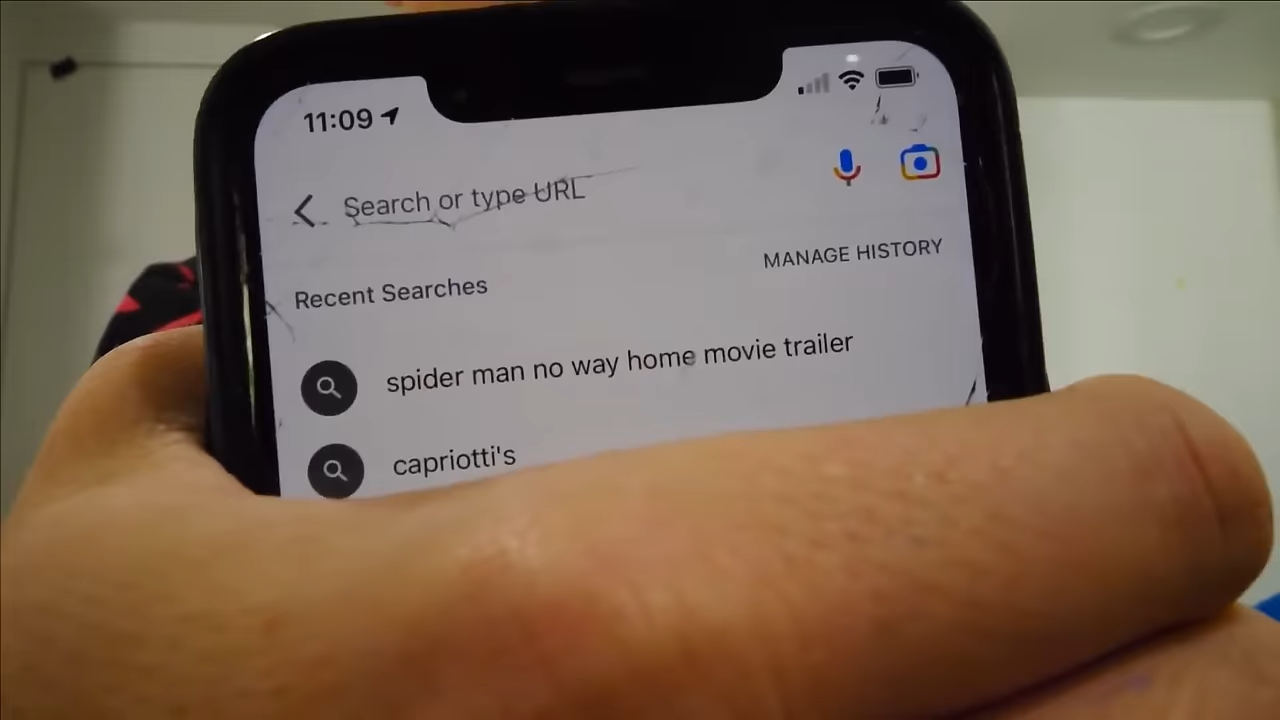 11:09
Search or type URL
MANAGE HISTORY
Recent Searches
spider man no way home movie trailer
capriotti's